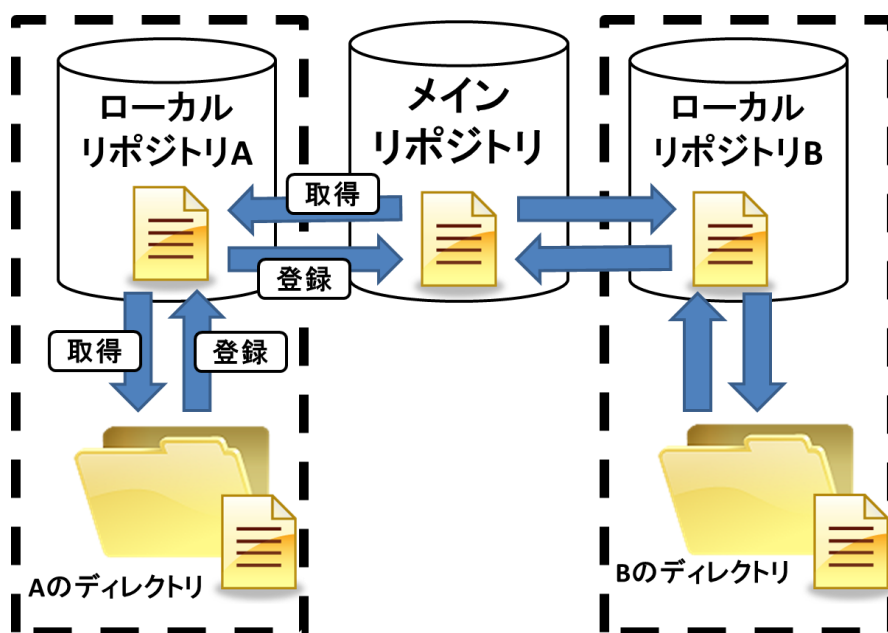 ローカル
リポジトリA
メイン
リポジトリ
ローカル
リポジトリB
取得
登録
取得
登録
Aのディレクトリ
Bのディレクトリ